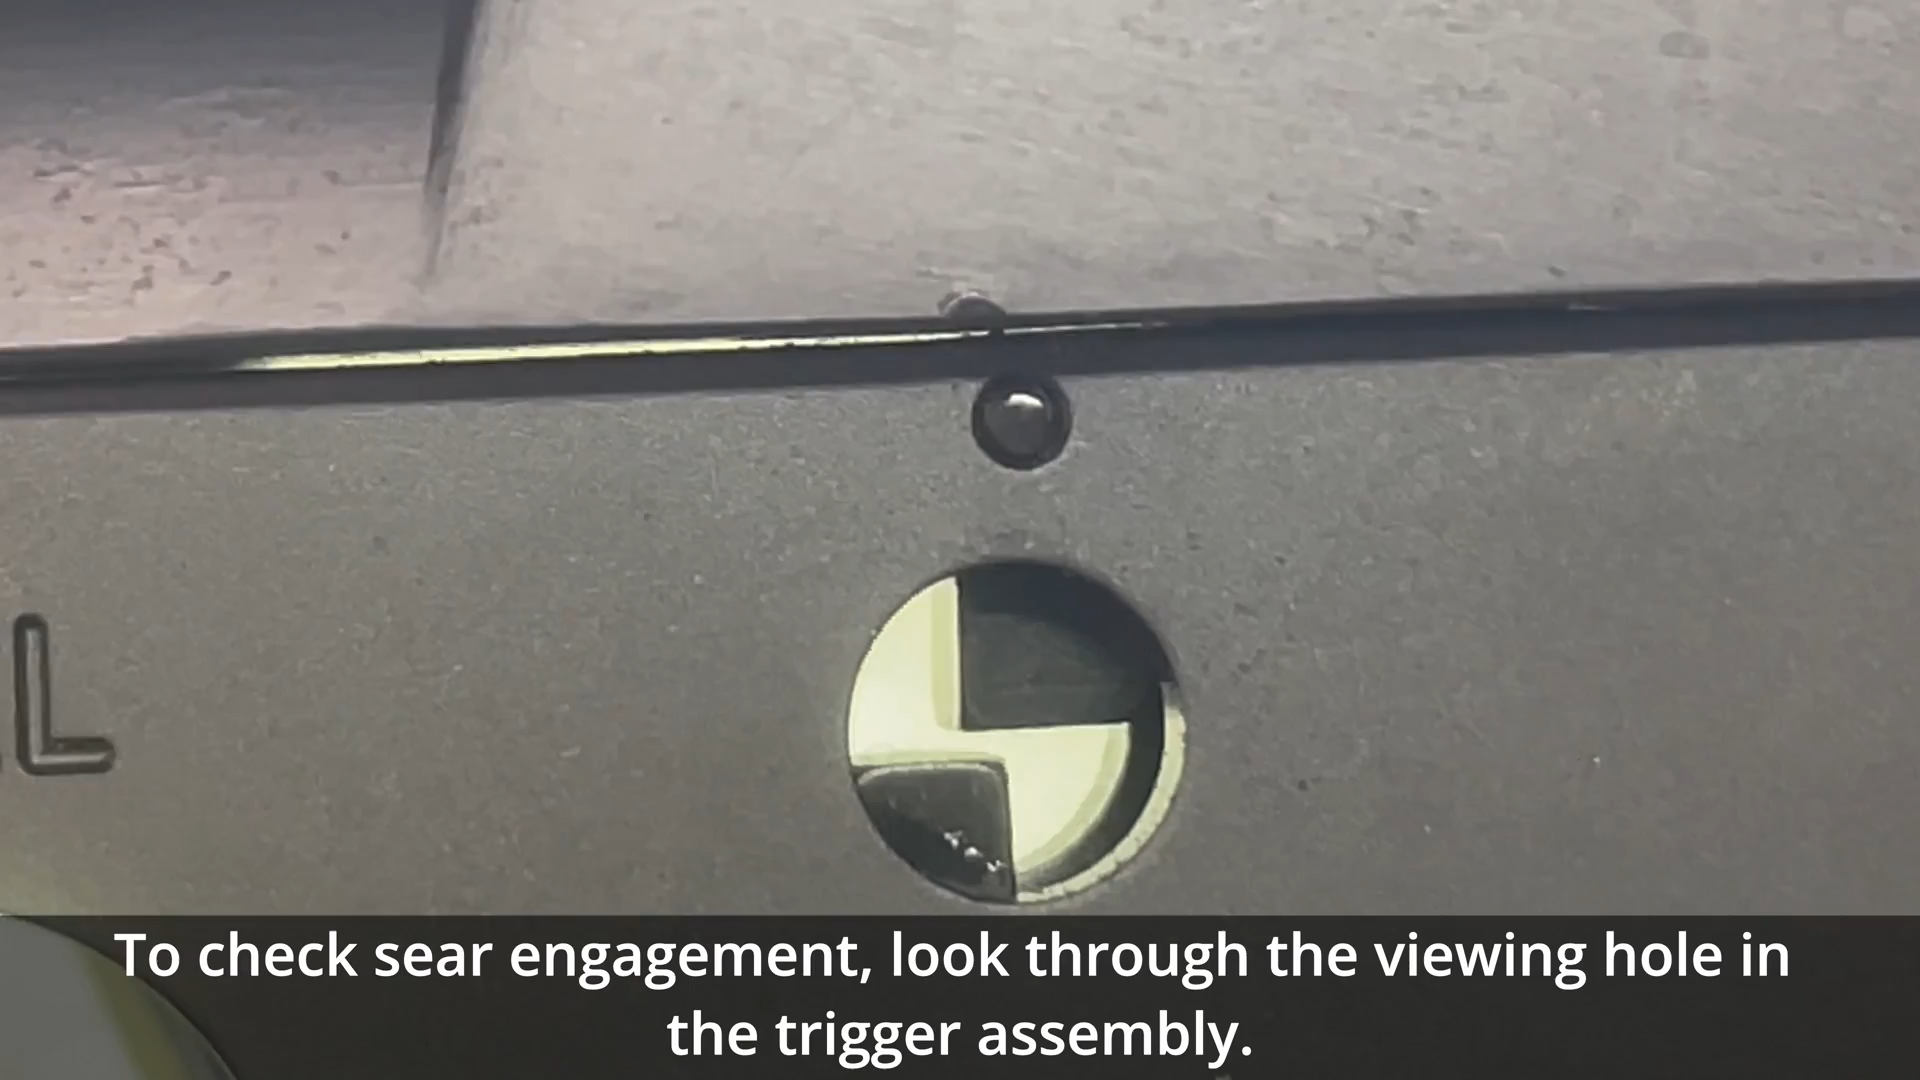 L
To check sear engagement, look through the viewing hole in
the trigger assembly.